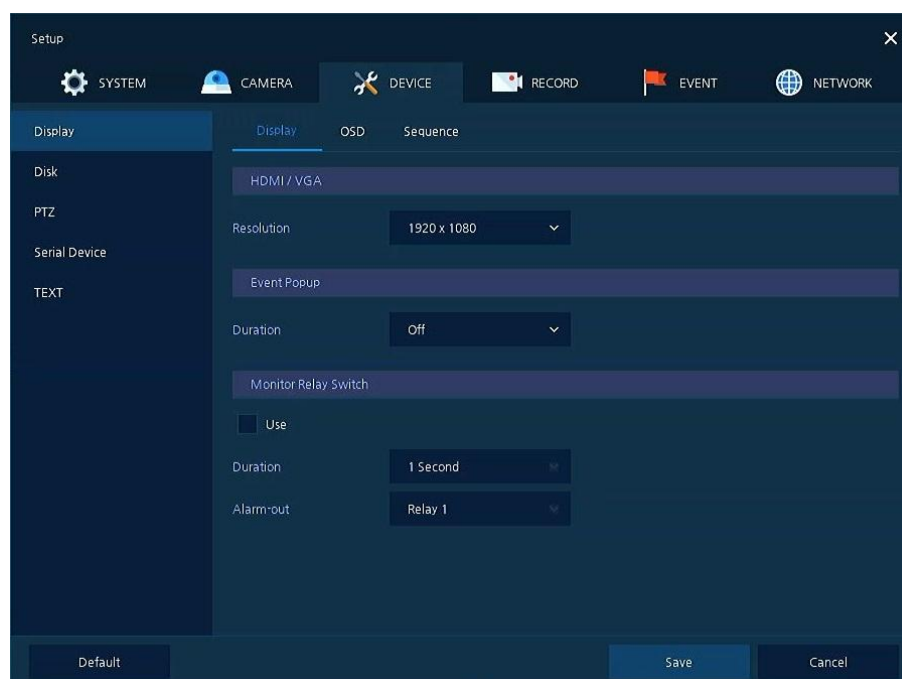 Setup
SYSTEM CAMERA DEVICE RECORD EVENT NETWORK
Display
Disk
PTZ
Serial Device
TEXT
Display OSD Sequence
HDMI / VGA
Resolution 1920 x 1080
Event Popup
Duration Off
Monitor Relay Switch
Use
Duration 1 Second
Alarm-out Relay 1
Default Save Cancel